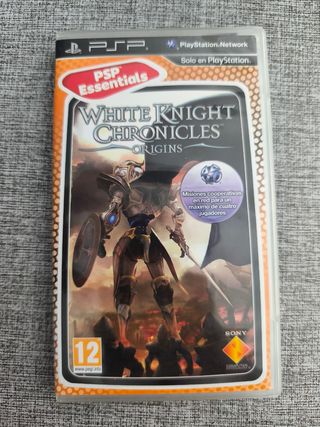 PSP
PlayStation Network
Solo en PlayStation
PSP
Essentials
WHITE KNIGHT
CHRONICLES
ORIGINS
Misiones cooperativas
en red para un
máximo de cuatro
jugadores
12
www.pegi.info
SONY